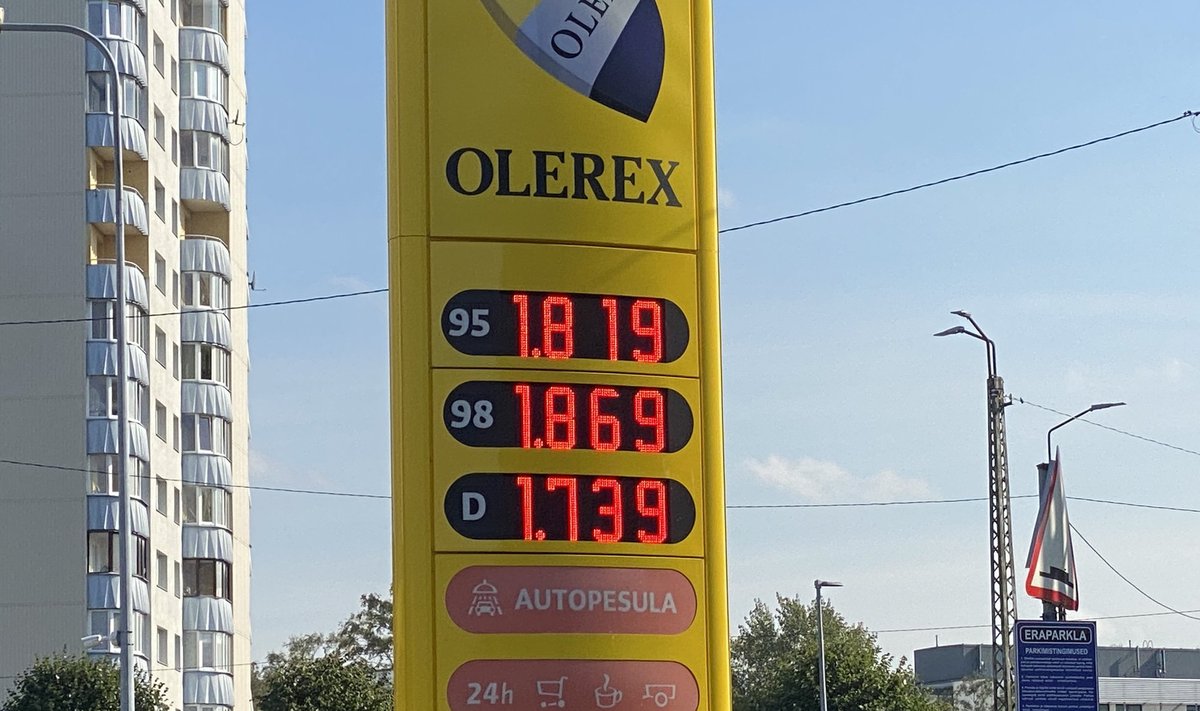 OLE
OLEREX
95 1.819
98 1.869
D 1.739
AUTOPESULA
24h
ERAPARKLA
PARKIMISTINGIMUSED